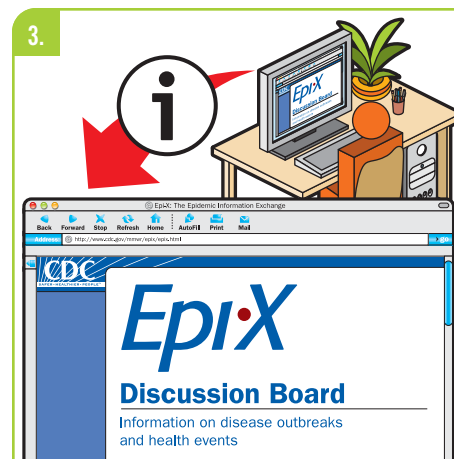 3.
i
Epi·X
Discussion Board
Epi-X: The Epidemic Information Exchange
Back Forward Stop Refresh Home AutoFill Print Mail
Address http://www.cdc.gov/mmwr/epix/epix.html go
CDC
SAFER·HEALTHIER·PEOPLE™
Epi·X
Discussion Board
Information on disease outbreaks
and health events